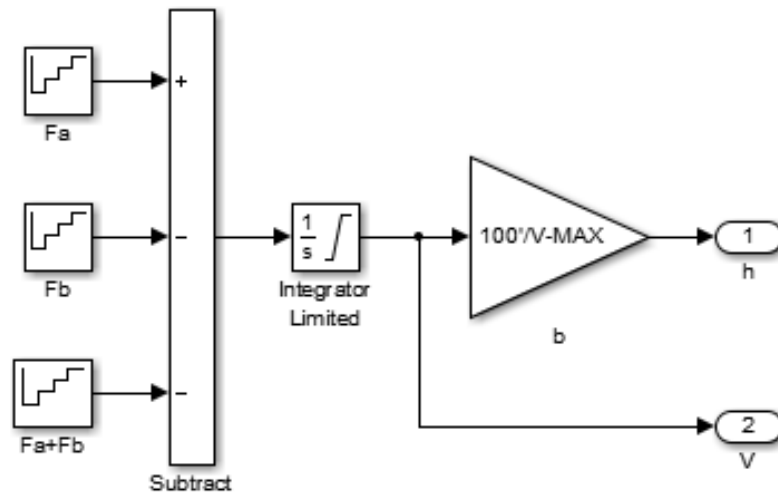 Fa
+
Fb
−
Fa+Fb
−
Subtract
1
s
Integrator
Limited
100'/V-MAX
b
1
h
2
V